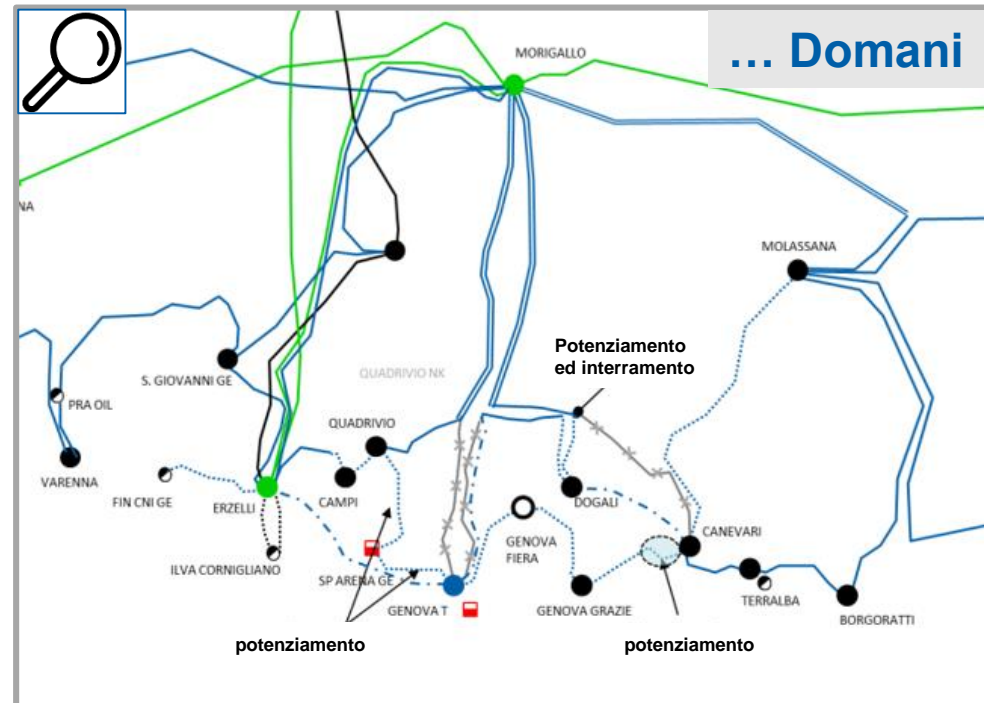 ... Domani
MORIGALLO
NA
MOLASSANA
Potenziamento
ed interramento
S. GIOVANNI GE
QUADRIVIO NK
PRA OIL
QUADRIVIO
VARENNA
FIN CNI GE
ERZELLI
CAMPI
DOGALI
CANEVARI
GENOVA
FIERA
ILVA CORNIGLIANO
SP ARENA GE
GENOVA T
GENOVA GRAZIE
TERRALBA
BORGORATTI
potenziamento
potenziamento